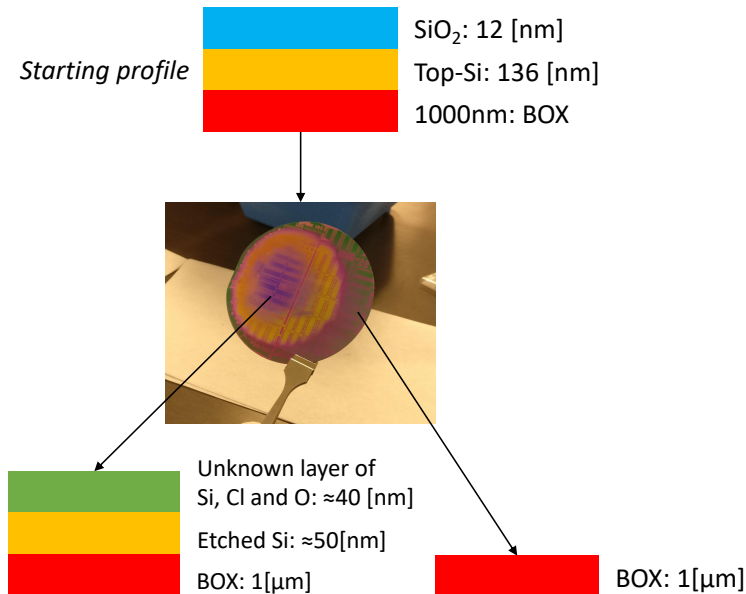 SiO₂: 12 [nm]
Starting profile
Top-Si: 136 [nm]
1000nm: BOX
Unknown layer of
Si, Cl and O: ≈40 [nm]
Etched Si: ≈50[nm]
BOX: 1[μm]
BOX: 1[μm]